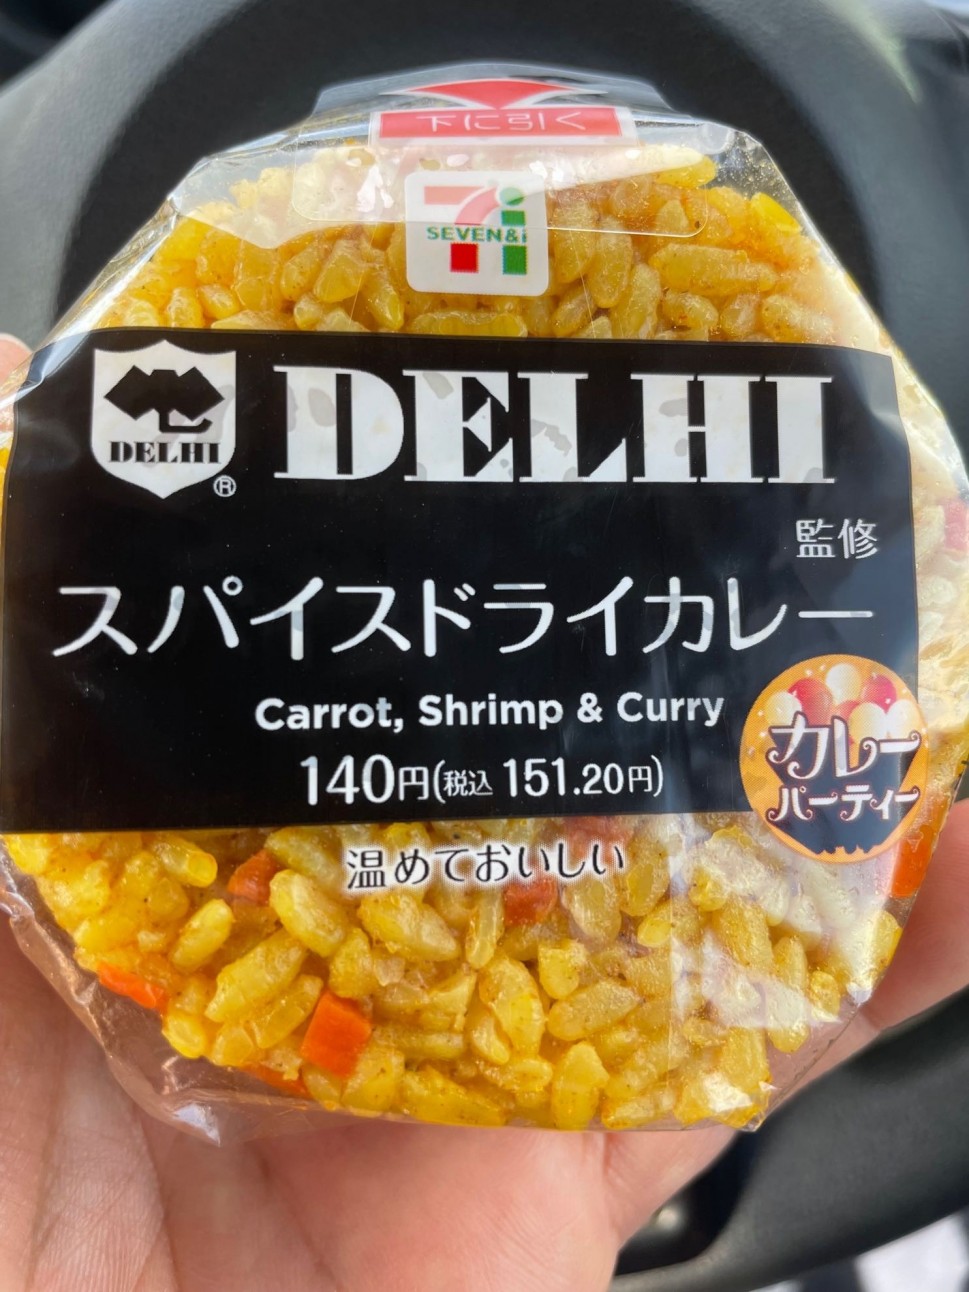 下に引く
SEVEN&i
DELHI
®
DELHI
監修
スパイスドライカレー
Carrot, Shrimp & Curry
140円(税込 151.20円)
カレー
パーティー
温めておいしい